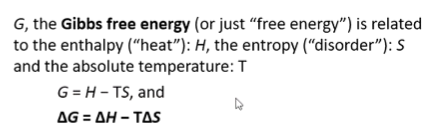 G, the Gibbs free energy (or just “free energy”) is related
to the enthalpy (“heat”): H, the entropy (“disorder”): S
and the absolute temperature: T
G = H – TS, and
ΔG = ΔH – TΔS